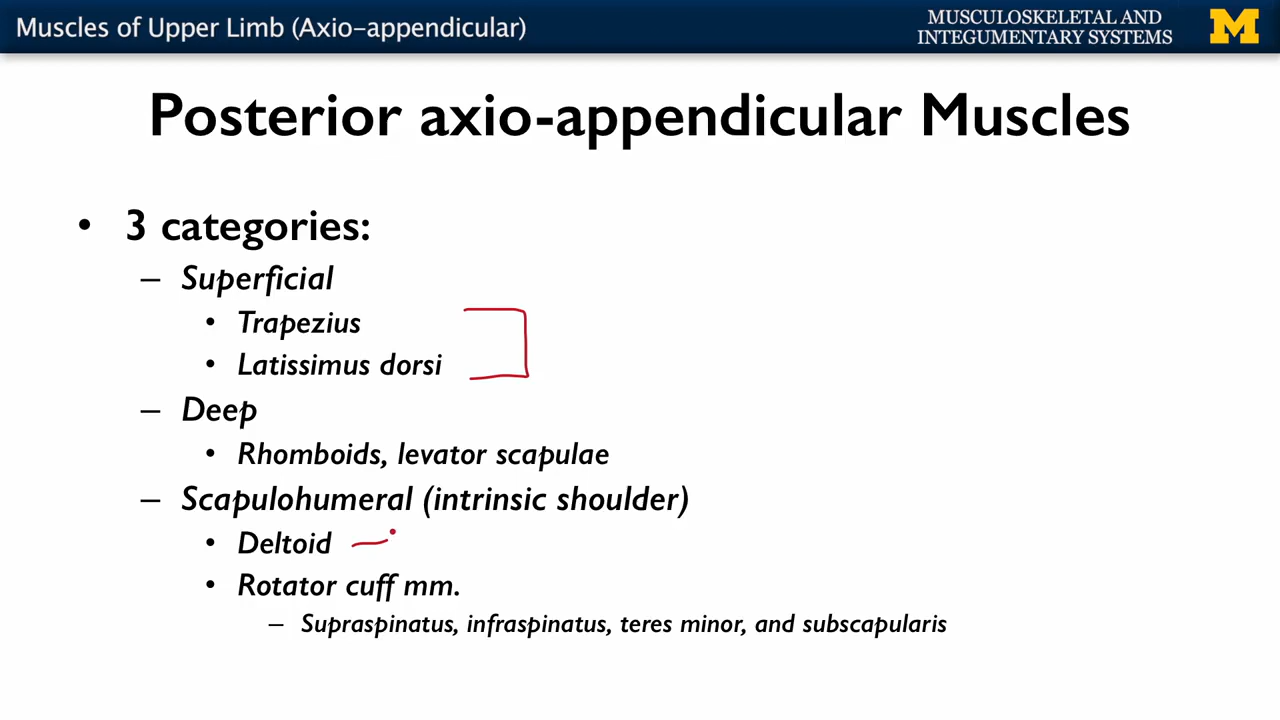 Muscles of Upper Limb (Axio-appendicular)
MUSCULOSKELETAL AND
INTEGUMENTARY SYSTEMS
M
Posterior axio-appendicular Muscles
• 3 categories:
– Superficial
• Trapezius
• Latissimus dorsi
– Deep
• Rhomboids, levator scapulae
– Scapulohumeral (intrinsic shoulder)
• Deltoid
• Rotator cuff mm.
– Supraspinatus, infraspinatus, teres minor, and subscapularis